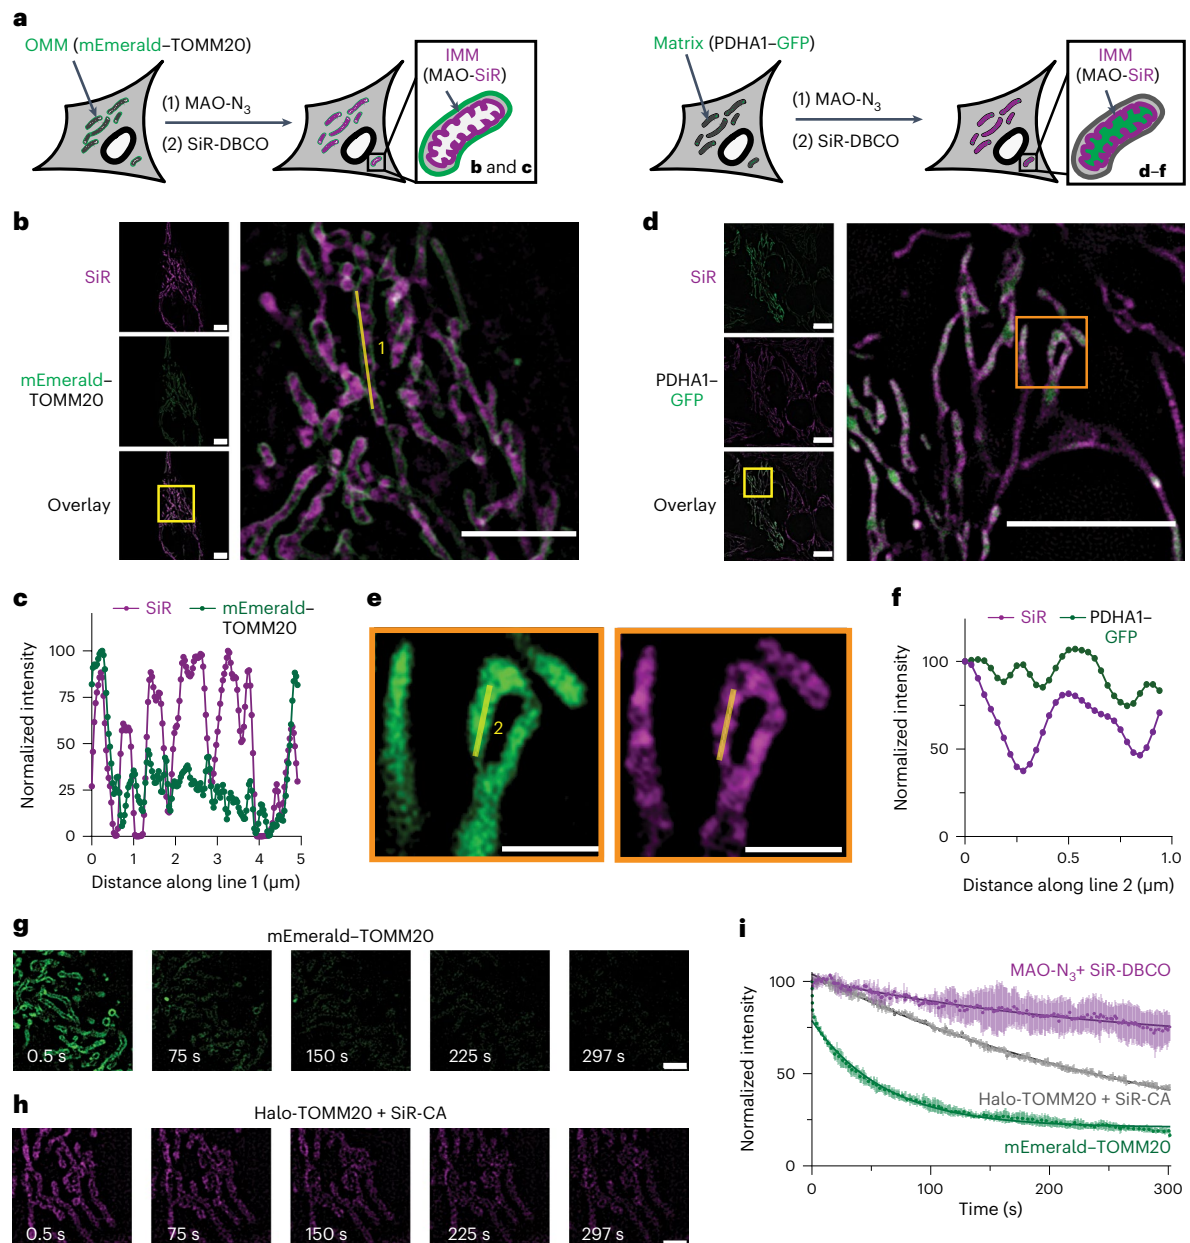 a
OMM (mEmerald–TOMM20)
(1) MAO-N3
(2) SiR-DBCO
IMM
(MAO-SiR)
b and c
Matrix (PDHA1–GFP)
(1) MAO-N3
(2) SiR-DBCO
IMM
(MAO-SiR)
d–f
b
SiR
mEmerald–
TOMM20
Overlay
1
d
SiR
PDHA1–
GFP
Overlay
c
SiR
mEmerald–
TOMM20
Normalized intensity
100
75
50
25
0
0 1 2 3 4 5
Distance along line 1 (µm)
e
2
f
SiR
PDHA1–
GFP
Normalized intensity
100
50
0
0 0.5 1.0
Distance along line 2 (µm)
g
mEmerald–TOMM20
0.5 s 75 s 150 s 225 s 297 s
h
Halo-TOMM20 + SiR-CA
0.5 s 75 s 150 s 225 s 297 s
i
MAO-N3+ SiR-DBCO
Halo-TOMM20 + SiR-CA
mEmerald–TOMM20
Normalized intensity
100
50
0
0 100 200 300
Time (s)